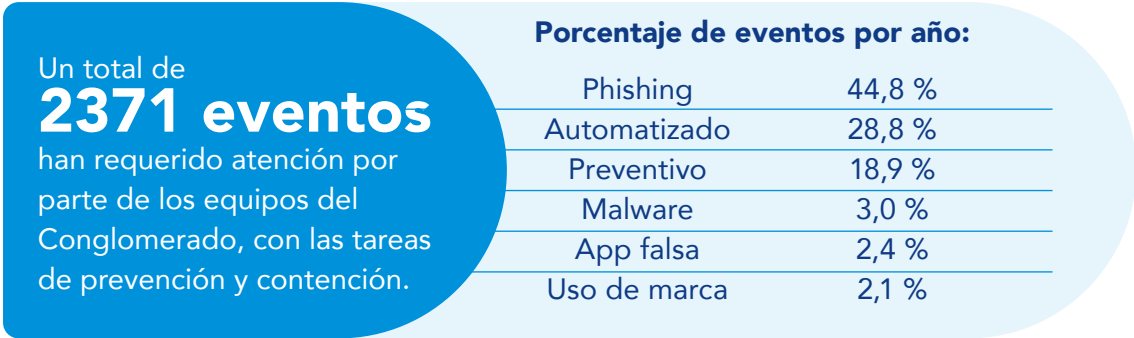 Un total de
2371 eventos
han requerido atención por
parte de los equipos del
Conglomerado, con las tareas
de prevención y contención.
Porcentaje de eventos por año:
Phishing 44,8 %
Automatizado 28,8 %
Preventivo 18,9 %
Malware 3,0 %
App falsa 2,4 %
Uso de marca 2,1 %